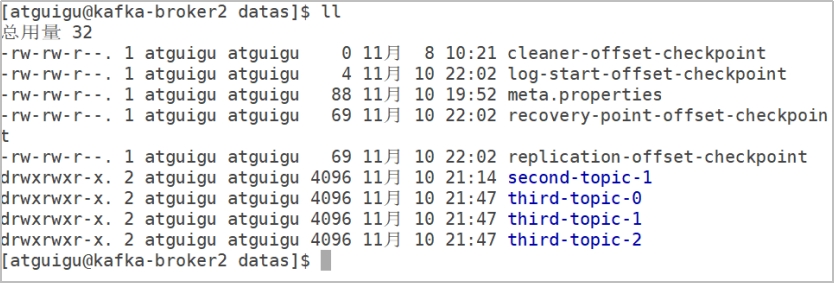 [atguigu@kafka-broker2 datas]$ ll
总用量 32
-rw-rw-r--. 1 atguigu atguigu    0 11月  8 10:21 cleaner-offset-checkpoint
-rw-rw-r--. 1 atguigu atguigu    4 11月 10 22:02 log-start-offset-checkpoint
-rw-rw-r--. 1 atguigu atguigu   88 11月 10 19:52 meta.properties
-rw-rw-r--. 1 atguigu atguigu   69 11月 10 22:02 recovery-point-offset-checkpoin
t
-rw-rw-r--. 1 atguigu atguigu   69 11月 10 22:02 replication-offset-checkpoint
drwxrwxr-x. 2 atguigu atguigu 4096 11月 10 21:14 second-topic-1
drwxrwxr-x. 2 atguigu atguigu 4096 11月 10 21:47 third-topic-0
drwxrwxr-x. 2 atguigu atguigu 4096 11月 10 21:47 third-topic-1
drwxrwxr-x. 2 atguigu atguigu 4096 11月 10 21:47 third-topic-2
[atguigu@kafka-broker2 datas]$